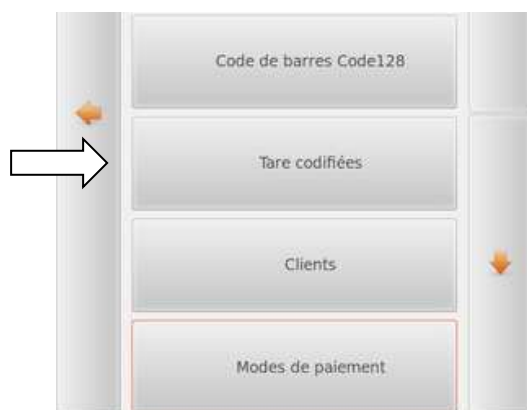 Code de barres Code128
Tare codifiées
Clients
Modes de paiement